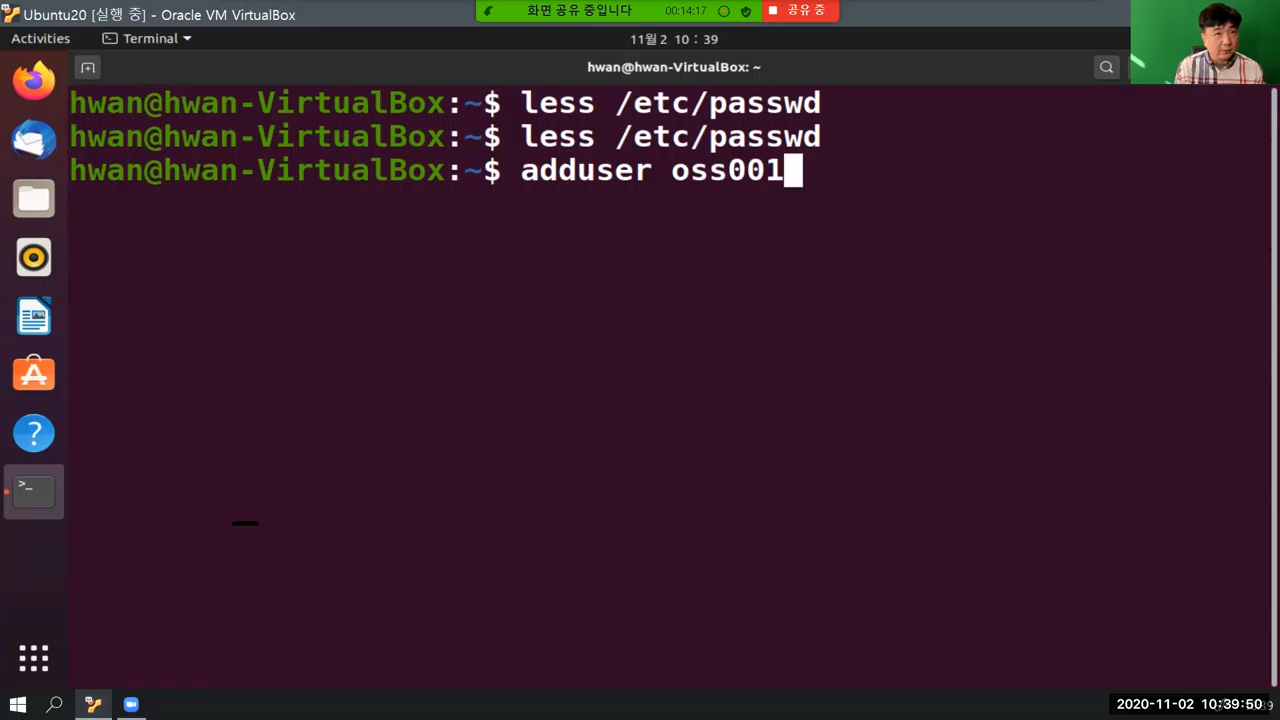 Ubuntu20 [실행 중] - Oracle VM VirtualBox
화면 공유 중입니다
00:14:17
공유 중
Activities
Terminal
11월 2 10 : 39
hwan@hwan-VirtualBox: ~
hwan@hwan-VirtualBox:~$ less /etc/passwd
hwan@hwan-VirtualBox:~$ less /etc/passwd
hwan@hwan-VirtualBox:~$ adduser oss001
2020-11-02 10:39:50